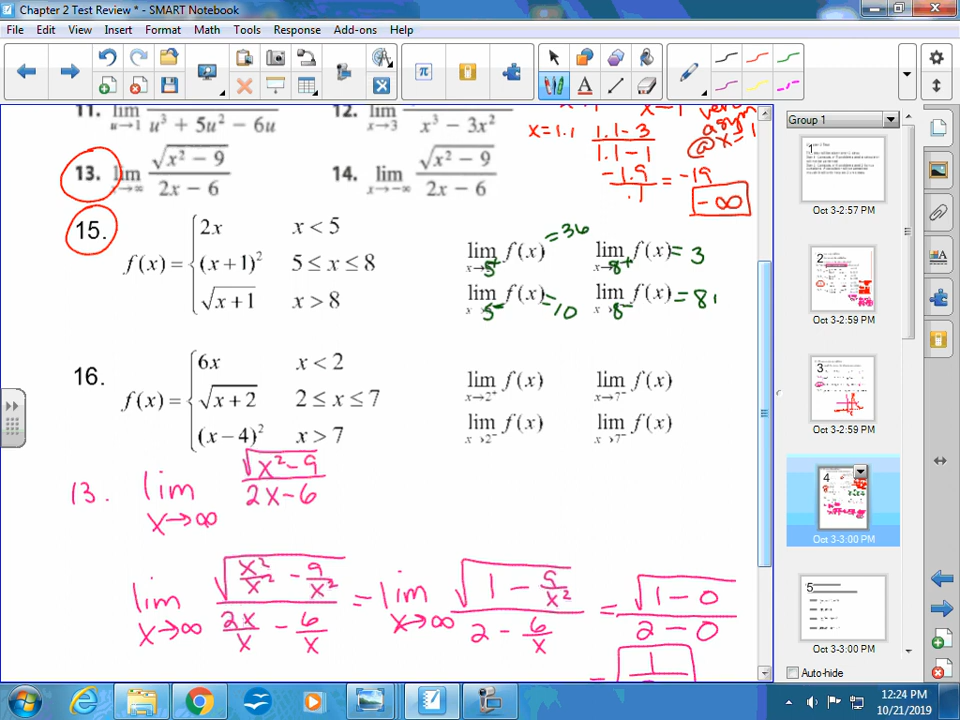 Chapter 2 Test Review * - SMART Notebook
File Edit View Insert Format Math Tools Response Add-ons Help
11. lim u→1 u³ + 5u² − 6u
12. lim x→3 x³ − 3x²
x=1.1 1.1-3 / 1.1-1
-1.9 / .1 = -19
@ x=1
-∞
13. lim x→∞ √(x² − 9) / 2x − 6
14. lim x→−∞ √(x² − 9) / 2x − 6
15.
f(x) = { 2x x < 5
(x+1)² 5 ≤ x ≤ 8
√(x+1) x > 8
lim x→5⁺ f(x) = 36
lim x→8⁺ f(x) = 3
lim x→5⁻ f(x) = 10
lim x→8⁻ f(x) = 81
16.
f(x) = { 6x x < 2
√(x+2) 2 ≤ x ≤ 7
(x−4)² x > 7
lim x→2⁺ f(x)
lim x→7⁺ f(x)
lim x→2⁻ f(x)
lim x→7⁻ f(x)
13. lim x→∞ √(x²-9) / 2x-6
lim x→∞ √(x²/x² - 9/x²) / 2x/x - 6/x = lim x→∞ √(1 - 9/x²) / 2 - 6/x = √(1-0) / 2-0
= 1
Group 1
1
Oct 3-2:57 PM
2
Oct 3-2:59 PM
3
Oct 3-2:59 PM
4
Oct 3-3:00 PM
5
Oct 3-3:00 PM
Auto-hide
12:24 PM
10/21/2019